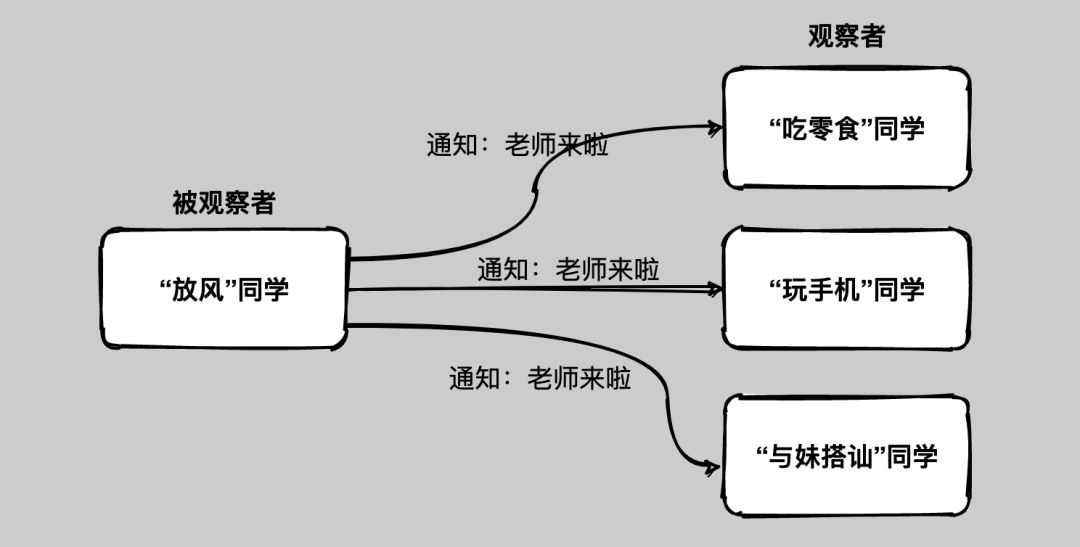 观察者
“吃零食”同学
通知：老师来啦
被观察者
“放风”同学
通知：老师来啦
“玩手机”同学
通知：老师来啦
“与妹搭讪”同学